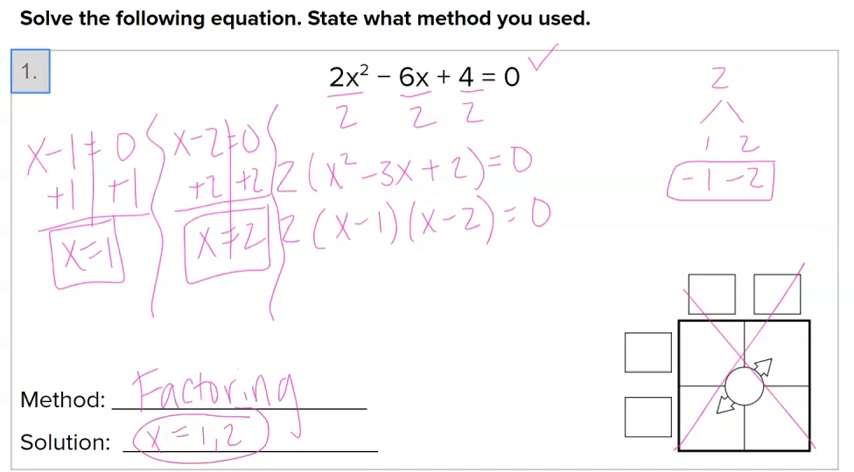 Solve the following equation. State what method you used.
1.
2x² − 6x + 4 = 0 ✓
2 2 2
2
1 2
-1 -2
x-1=0
+1 +1
x=1
x-2=0
+2 +2
x=2
2(x²-3x+2)=0
2(x-1)(x-2)=0
Method: Factoring
Solution: x=1,2